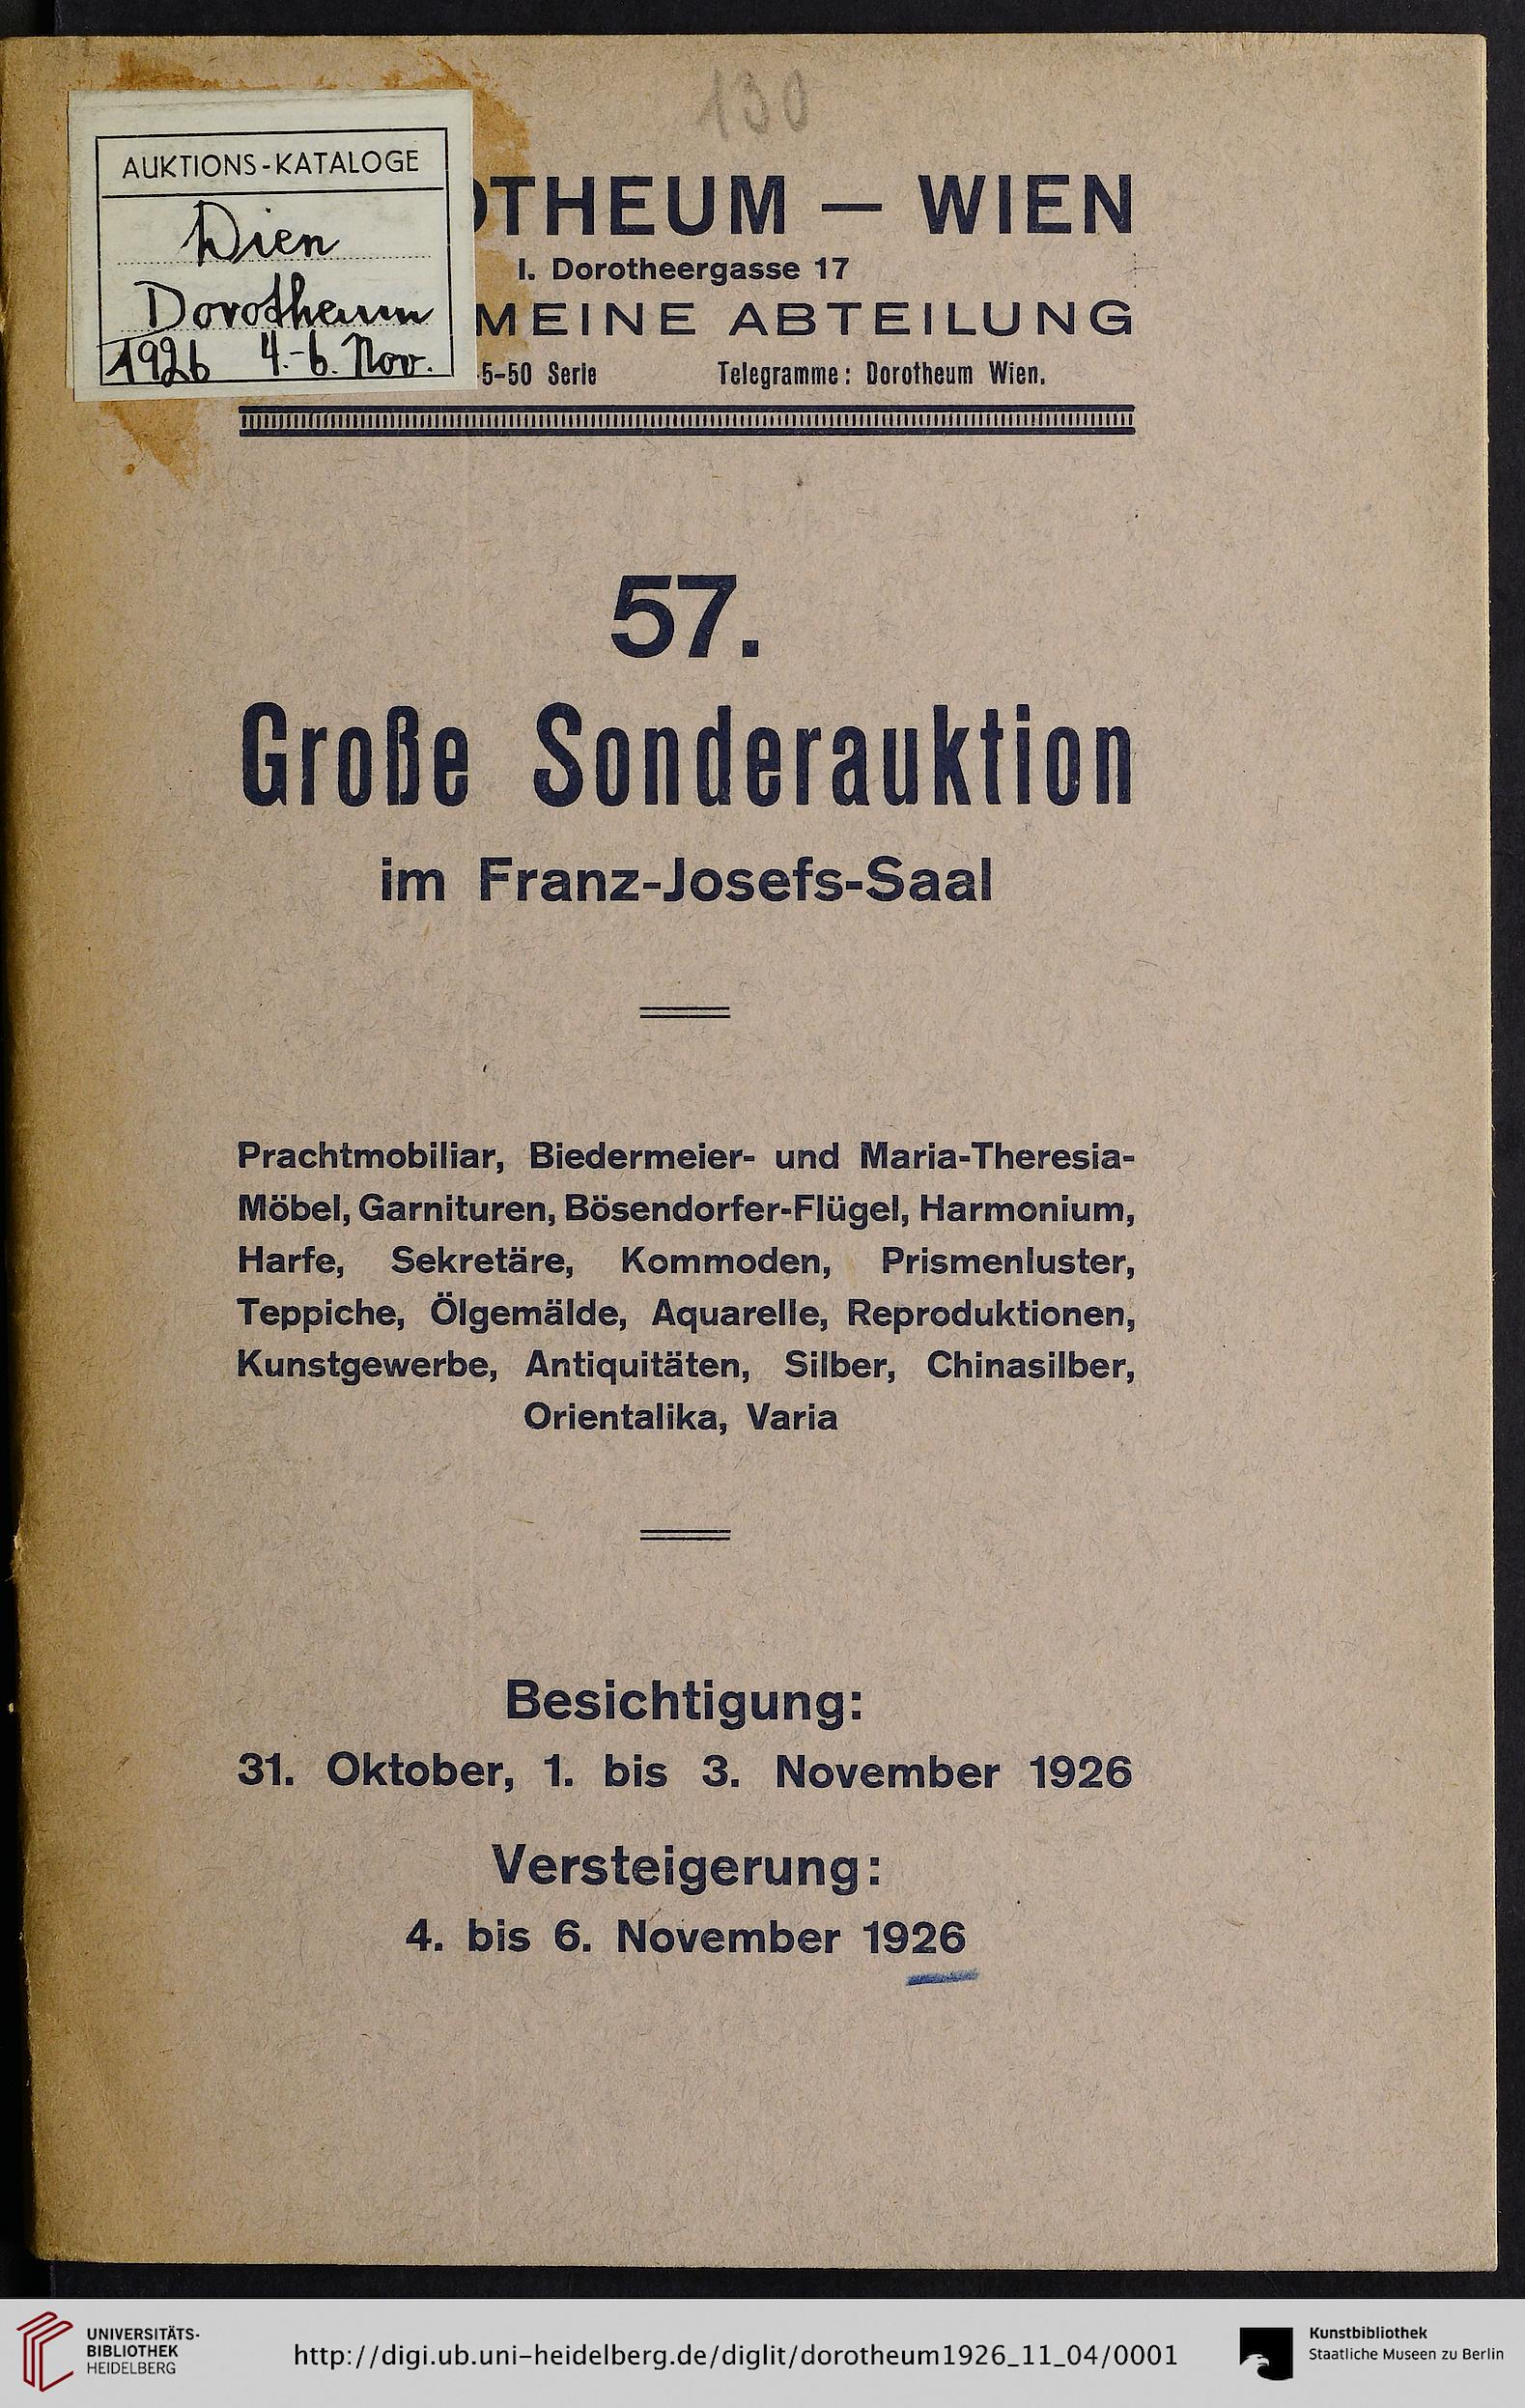 130
AUKTIONS-KATALOGE
Wien
Dorotheum
1926 4.-6. Nov.
OTHEUM — WIEN
I. Dorotheergasse 17
MEINE ABTEILUNG
5-50 Serie Telegramme: Dorotheum Wien.
57.
Große Sonderauktion
im Franz-Josefs-Saal
Prachtmobiliar, Biedermeier- und Maria-Theresia-
Möbel, Garnituren, Bösendorfer-Flügel, Harmonium,
Harfe, Sekretäre, Kommoden, Prismenluster,
Teppiche, Ölgemälde, Aquarelle, Reproduktionen,
Kunstgewerbe, Antiquitäten, Silber, Chinasilber,
Orientalika, Varia
Besichtigung:
31. Oktober, 1. bis 3. November 1926
Versteigerung:
4. bis 6. November 1926
UNIVERSITÄTS-
BIBLIOTHEK
HEIDELBERG
http://digi.ub.uni-heidelberg.de/diglit/dorotheum1926_11_04/0001
Kunstbibliothek
Staatliche Museen zu Berlin